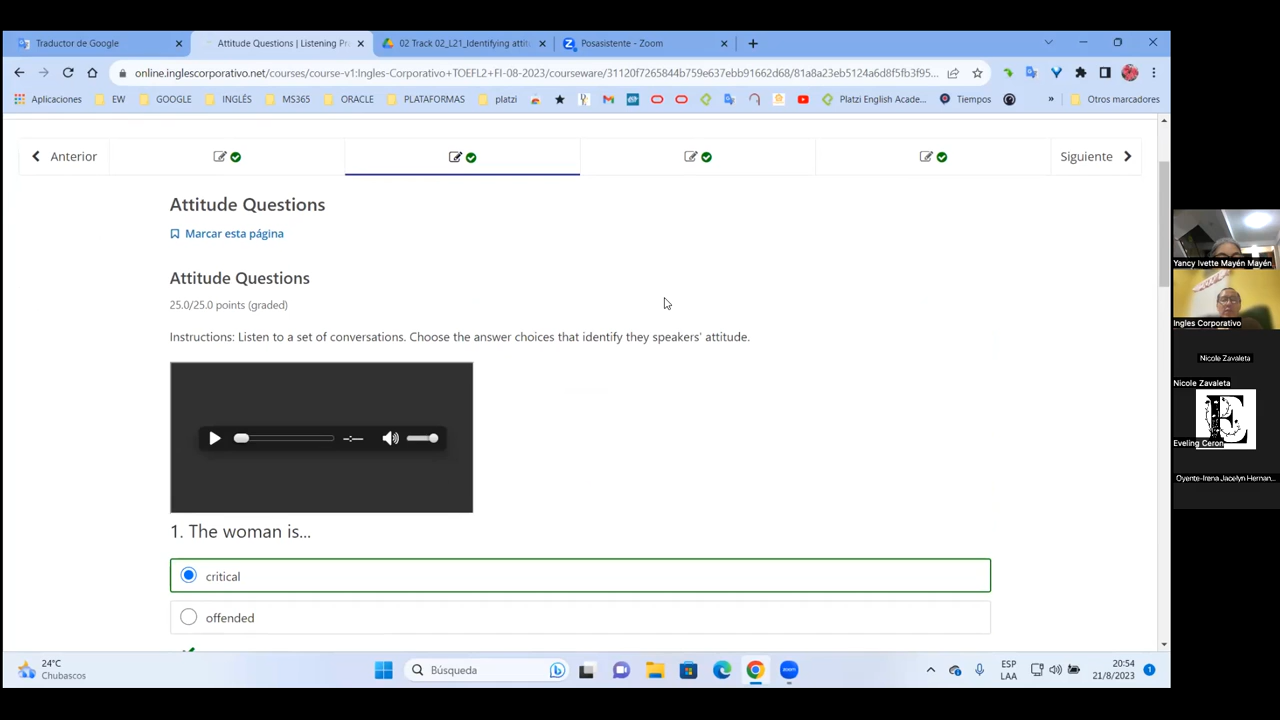 Traductor de Google
Attitude Questions | Listening Pr
02 Track 02_L21_Identifying attit
Posasistente - Zoom
online.inglescorporativo.net/courses/course-v1:Ingles-Corporativo+TOEFL2+FI-08-2023/courseware/31120f7265844b759e637ebb91662d68/81a8a23eb5124a6d8f5fb3f95...
Aplicaciones
EW
GOOGLE
INGLÉS
MS365
ORACLE
PLATAFORMAS
platzi
Platzi English Acade...
Tiempos
»
Otros marcadores
Anterior
Siguiente
Attitude Questions
Marcar esta página
Attitude Questions
25.0/25.0 points (graded)
Instructions: Listen to a set of conversations. Choose the answer choices that identify they speakers' attitude.
-:-
1. The woman is...
critical
offended
Yancy Ivette Mayén Mayén
Ingles Corporativo
Nicole Zavaleta
Nicole Zavaleta
E
Eveling Ceron
Oyente-Irena Jacelyn Hernan...
24°C
Chubascos
Búsqueda
ESP
LAA
20:54
21/8/2023
1